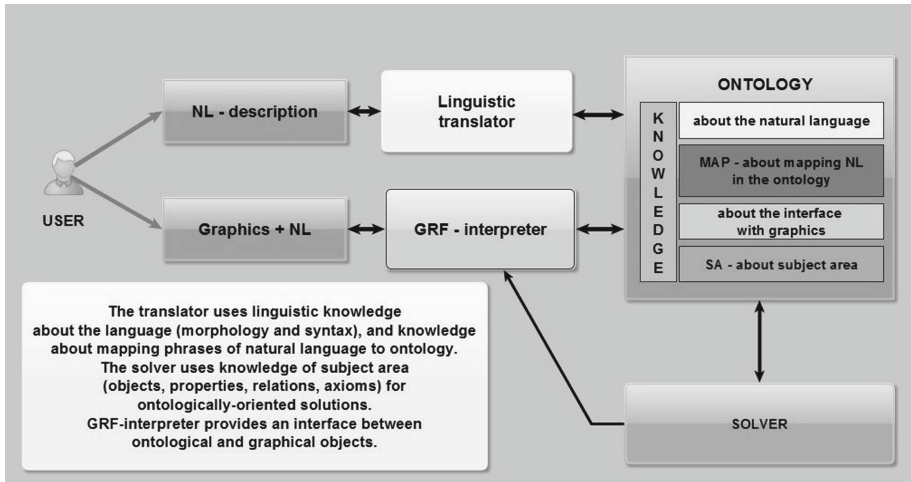 NL - description
Linguistic
translator
ONTOLOGY
KNOWLEDGE
about the natural language
MAP - about mapping NL
in the ontology
about the interface
with graphics
SA - about subject area
USER
Graphics + NL
GRF - interpreter
The translator uses linguistic knowledge
about the language (morphology and syntax), and knowledge
about mapping phrases of natural language to ontology.
The solver uses knowledge of subject area
(objects, properties, relations, axioms) for
ontologically-oriented solutions.
GRF-interpreter provides an interface between
ontological and graphical objects.
SOLVER